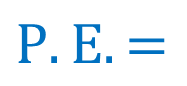 P. E. =